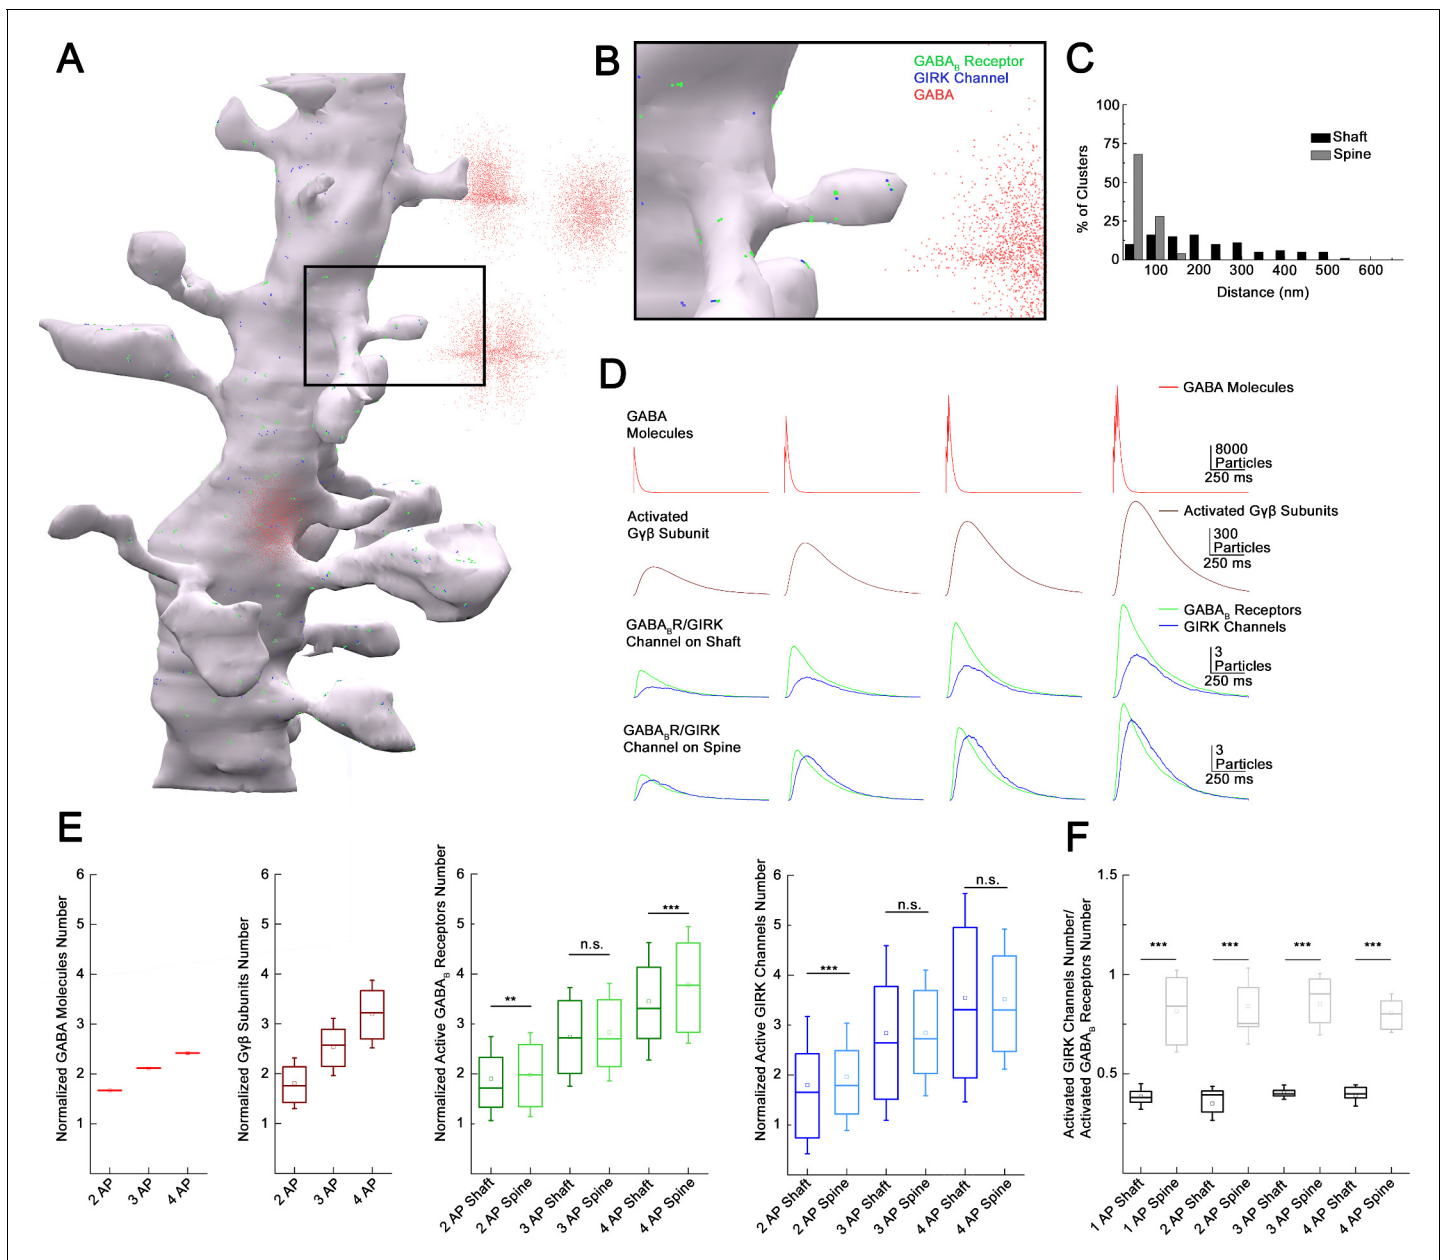 A
B
GABAB Receptor
GIRK Channel
GABA
C
% of Clusters
100
75
50
25
0
Shaft
Spine
100 200 300 400 500 600
Distance (nm)
D
GABA
Molecules
GABA Molecules
8000
Particles
250 ms
Activated
Gγβ Subunit
Activated Gγβ Subunits
300
Particles
250 ms
GABABR/GIRK
Channel on Shaft
GABAB Receptors
GIRK Channels
3
Particles
250 ms
GABABR/GIRK
Channel on Spine
3
Particles
250 ms
E
Normalized GABA Molecules Number
6
5
4
3
2
1
2 AP
3 AP
4 AP
Normalized Gγβ Subunits Number
6
5
4
3
2
1
2 AP
3 AP
4 AP
Normalized Active GABAB Receptors Number
6
5
4
3
2
1
**
n.s.
***
2 AP Shaft
2 AP Spine
3 AP Shaft
3 AP Spine
4 AP Shaft
4 AP Spine
Normalized Active GIRK Channels Number
6
5
4
3
2
1
***
n.s.
n.s.
2 AP Shaft
2 AP Spine
3 AP Shaft
3 AP Spine
4 AP Shaft
4 AP Spine
F
Activated GIRK Channels Number/
Activated GABAB Receptors Number
1.5
1
0.5
***
***
***
***
1 AP Shaft
1 AP Spine
2 AP Shaft
2 AP Spine
3 AP Shaft
3 AP Spine
4 AP Shaft
4 AP Spine